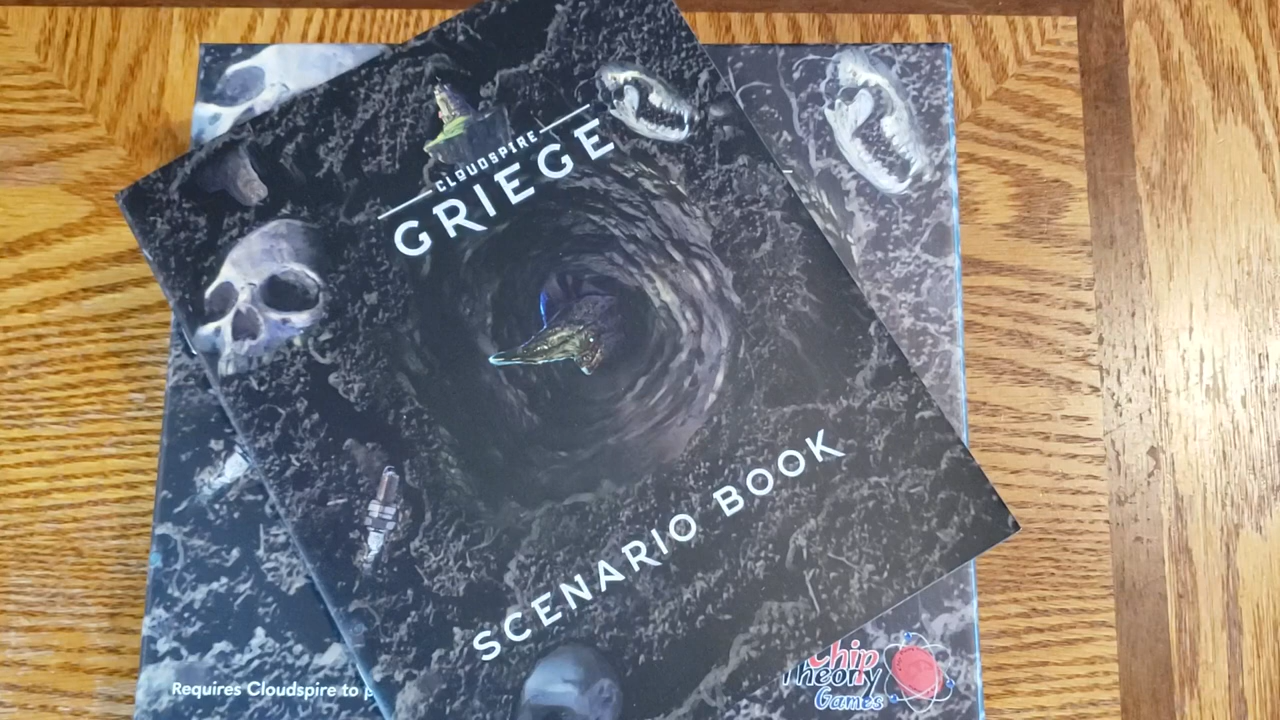 CLOUDSPIRE
GRIEGE
SCENARIO BOOK
Requires Cloudspire to
Chip
Theory
Games